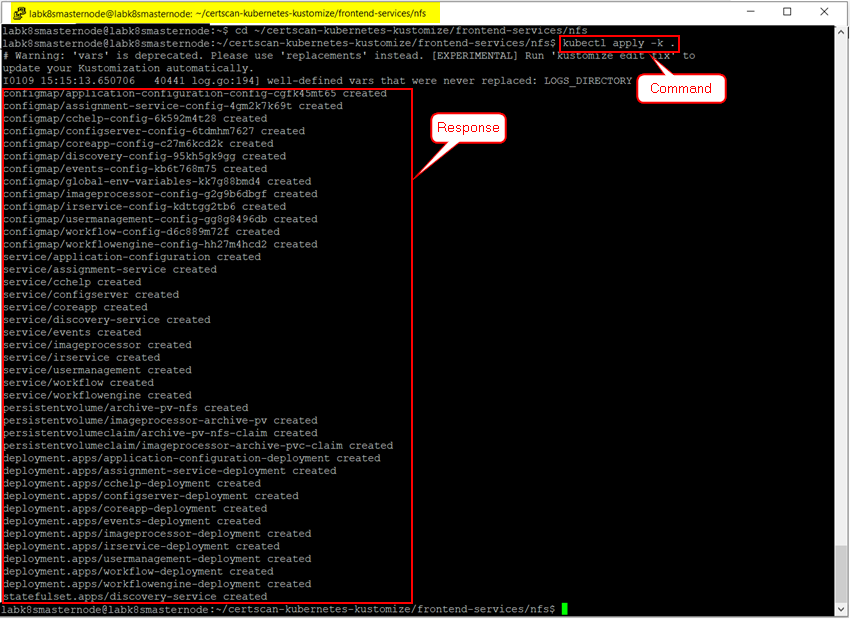 labk8smasternode@labk8smasternode: ~/certscan-kubernetes-kustomize/frontend-services/nfs
labk8smasternode@labk8smasternode:~$ cd ~/certscan-kubernetes-kustomize/frontend-services/nfs
labk8smasternode@labk8smasternode:~/certscan-kubernetes-kustomize/frontend-services/nfs$ kubectl apply -k .
# Warning: 'vars' is deprecated. Please use 'replacements' instead. [EXPERIMENTAL] Run 'kustomize edit fix' to
update your Kustomization automatically.
I0109 15:15:13.650706   40441 log.go:194] well-defined vars that were never replaced: LOGS_DIRECTORY
Command
configmap/application-configuration-config-cgfk45mt65 created
configmap/assignment-service-config-4gm2k7k69t created
configmap/cchelp-config-6k592m4t28 created
Response
configmap/configserver-config-6tdmhm7627 created
configmap/coreapp-config-c27m6kcd2k created
configmap/discovery-config-95kh5gk9gg created
configmap/events-config-kb6t768m75 created
configmap/global-env-variables-kk7g88bmd4 created
configmap/imageprocessor-config-g2g9b6dbgf created
configmap/irservice-config-kdttgg2tb6 created
configmap/usermanagement-config-gg8g8496db created
configmap/workflow-config-d6c889m72f created
configmap/workflowengine-config-hh27m4hcd2 created
service/application-configuration created
service/assignment-service created
service/cchelp created
service/configserver created
service/coreapp created
service/discovery-service created
service/events created
service/imageprocessor created
service/irservice created
service/usermanagement created
service/workflow created
service/workflowengine created
persistentvolume/archive-pv-nfs created
persistentvolume/imageprocessor-archive-pv created
persistentvolumeclaim/archive-pv-nfs-claim created
persistentvolumeclaim/imageprocessor-archive-pvc-claim created
deployment.apps/application-configuration-deployment created
deployment.apps/assignment-service-deployment created
deployment.apps/cchelp-deployment created
deployment.apps/configserver-deployment created
deployment.apps/coreapp-deployment created
deployment.apps/events-deployment created
deployment.apps/imageprocessor-deployment created
deployment.apps/irservice-deployment created
deployment.apps/usermanagement-deployment created
deployment.apps/workflow-deployment created
deployment.apps/workflowengine-deployment created
statefulset.apps/discovery-service created
labk8smasternode@labk8smasternode:~/certscan-kubernetes-kustomize/frontend-services/nfs$